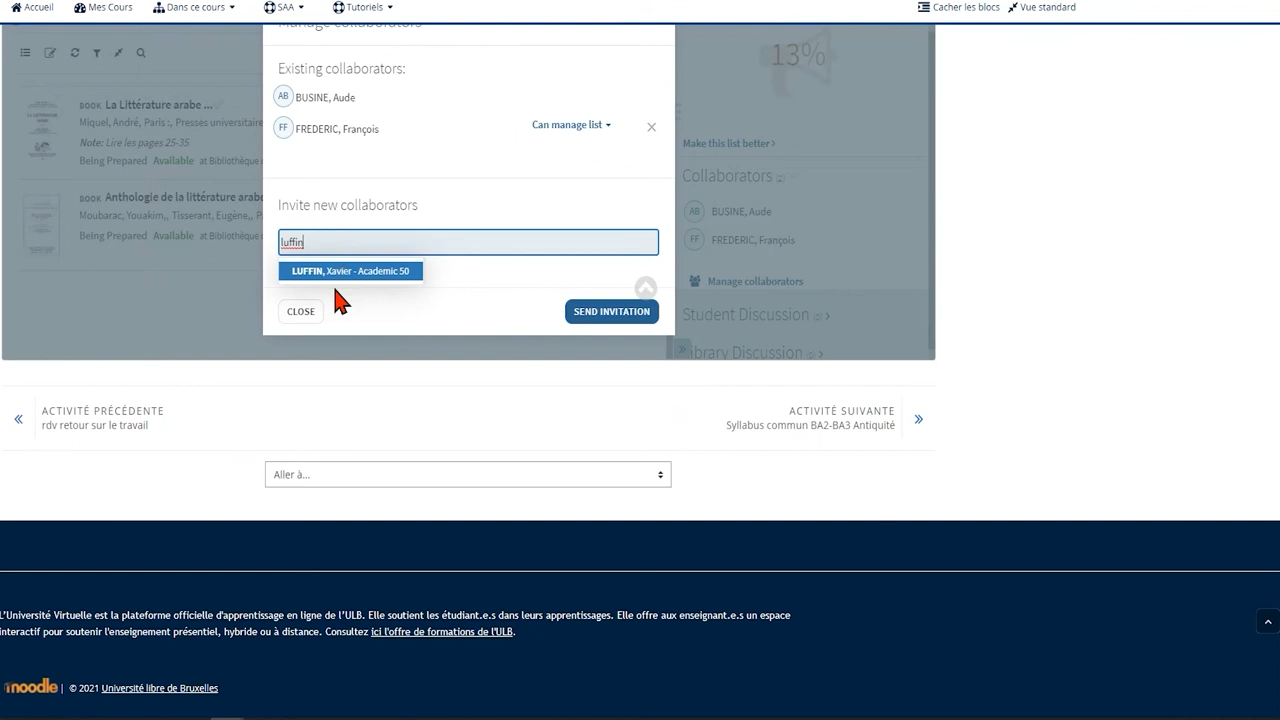 Accueil Mes Cours Dans ce cours SAA Tutoriels Cacher les blocs Vue standard
Manage collaborators
13%
Existing collaborators:
AB BUSINE, Aude
FF FREDERIC, François Can manage list
BOOK La Littérature arabe ...
Miquel, André, Paris :, Presses universitaire
Note: Lire les pages 25-35
Being Prepared Available at Bibliothèque
BOOK Anthologie de la littérature arabe
Moubarac, Youakim,, Tisserant, Eugène,, Pa
Being Prepared Available at Bibliothèque
Invite new collaborators
luffin
LUFFIN, Xavier - Academic 50
CLOSE SEND INVITATION
Make this list better
Collaborators (2)
AB BUSINE, Aude
FF FREDERIC, François
Manage collaborators
Student Discussion
Library Discussion
ACTIVITÉ PRÉCÉDENTE
rdv retour sur le travail
ACTIVITÉ SUIVANTE
Syllabus commun BA2-BA3 Antiquité
Aller à...
L'Université Virtuelle est la plateforme officielle d'apprentissage en ligne de l'ULB. Elle soutient les étudiant.e.s dans leurs apprentissages. Elle offre aux enseignant.e.s un espace
interactif pour soutenir l'enseignement présentiel, hybride ou à distance. Consultez ici l'offre de formations de l'ULB.
moodle | © 2021 Université libre de Bruxelles